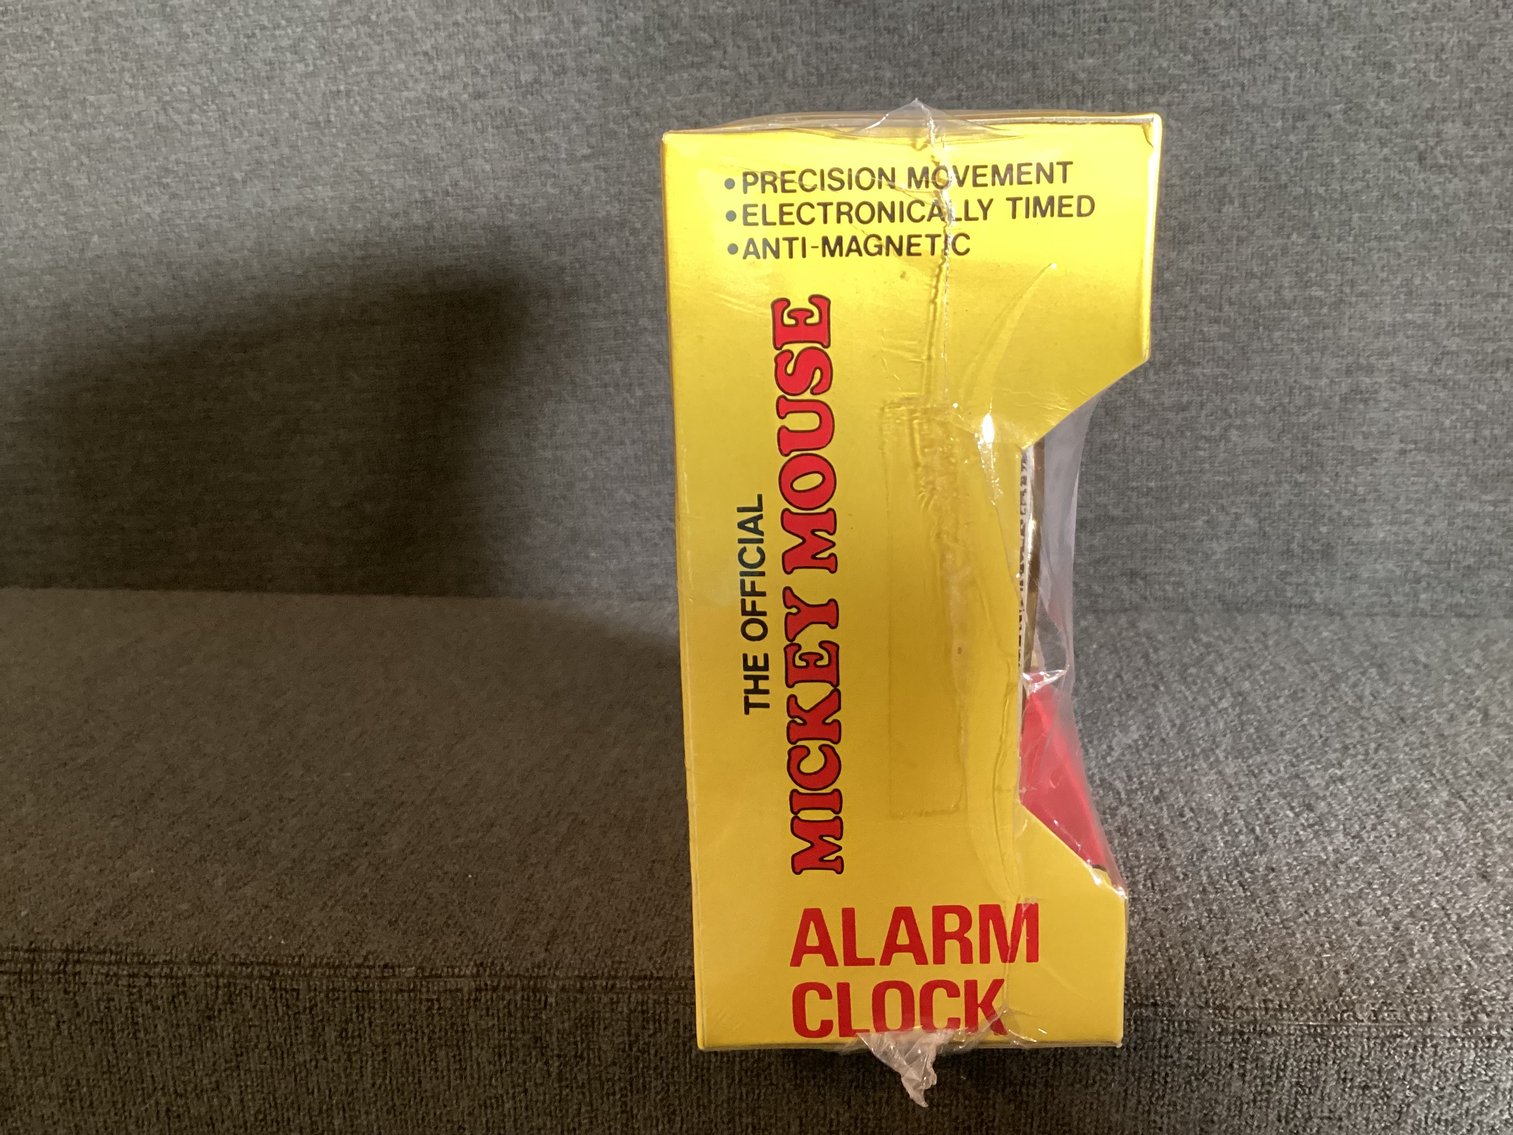 •PRECISION MOVEMENT
•ELECTRONICALLY TIMED
•ANTI-MAGNETIC
THE OFFICIAL
MICKEY MOUSE
ALARM
CLOCK